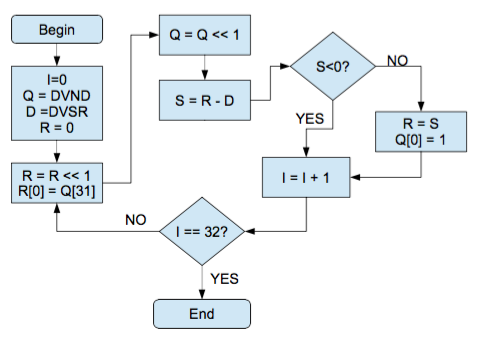 Begin
I=0
Q = DVND
D =DVSR
R = 0
R = R << 1
R[0] = Q[31]
Q = Q << 1
S = R - D
S<0?
NO
YES
R = S
Q[0] = 1
I = I + 1
I == 32?
NO
YES
End